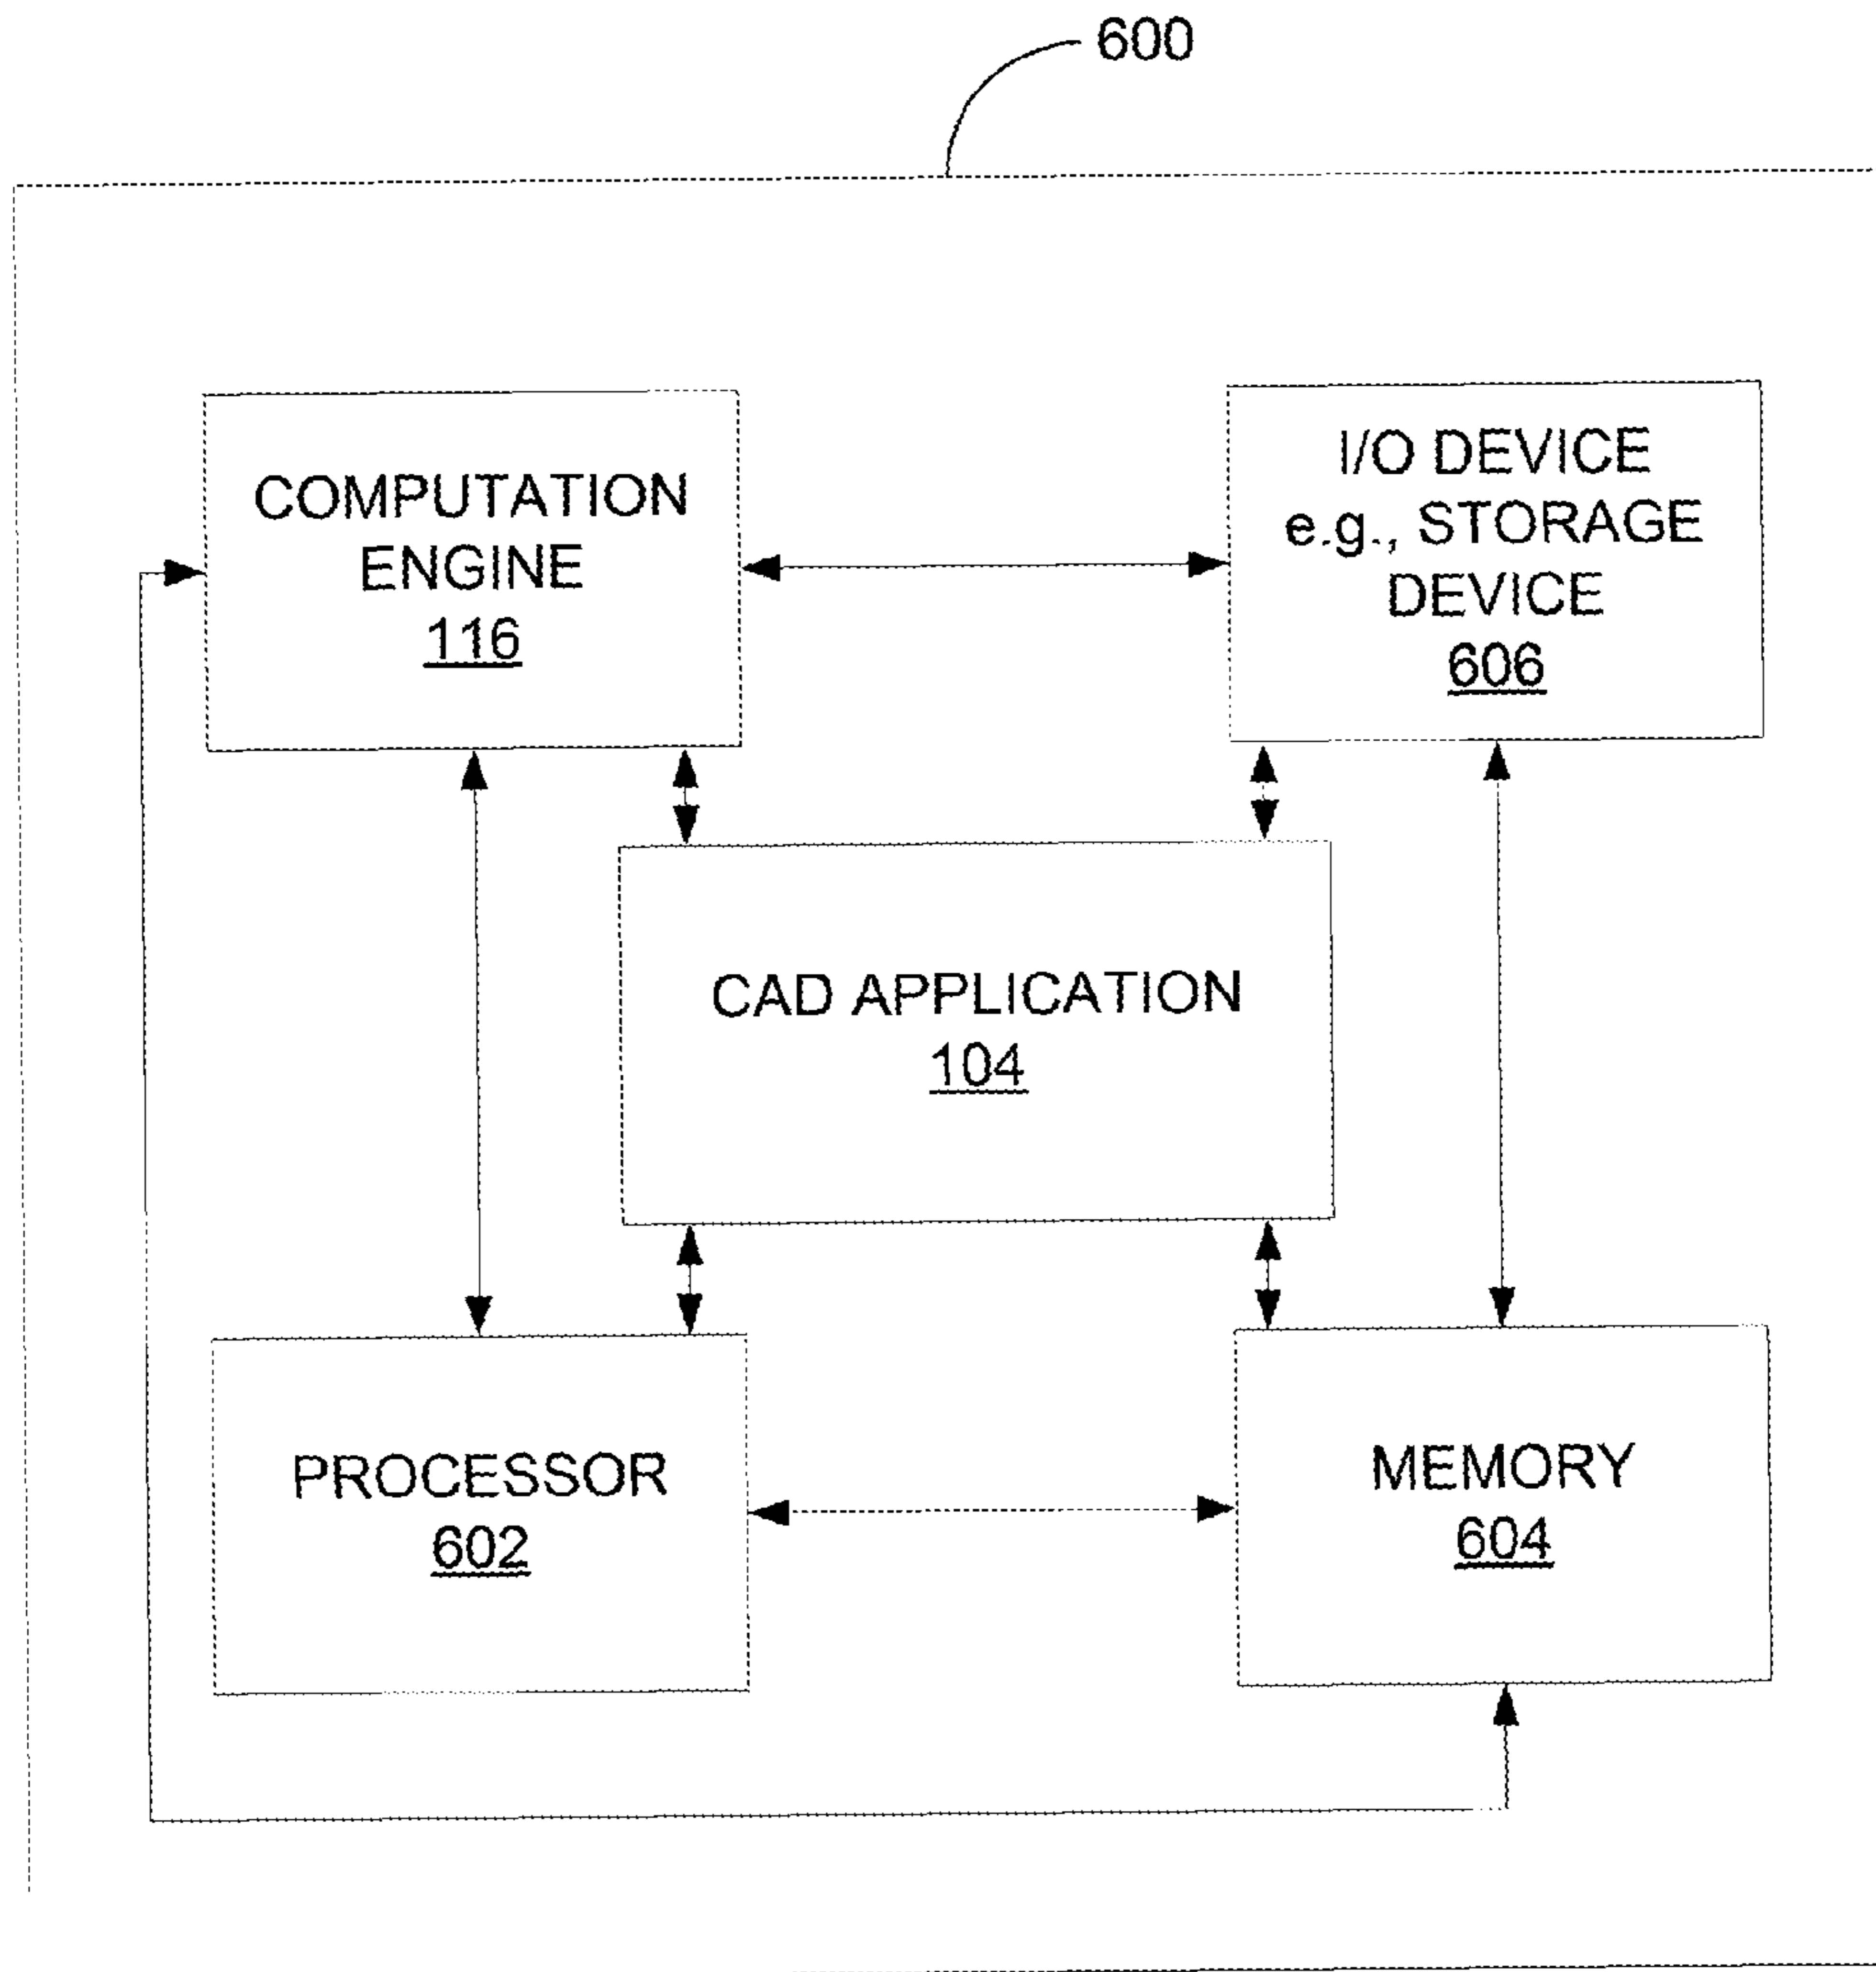 600
COMPUTATION
ENGINE
116
I/O DEVICE
e.g., STORAGE
DEVICE
606
CAD APPLICATION
104
PROCESSOR
602
MEMORY
604